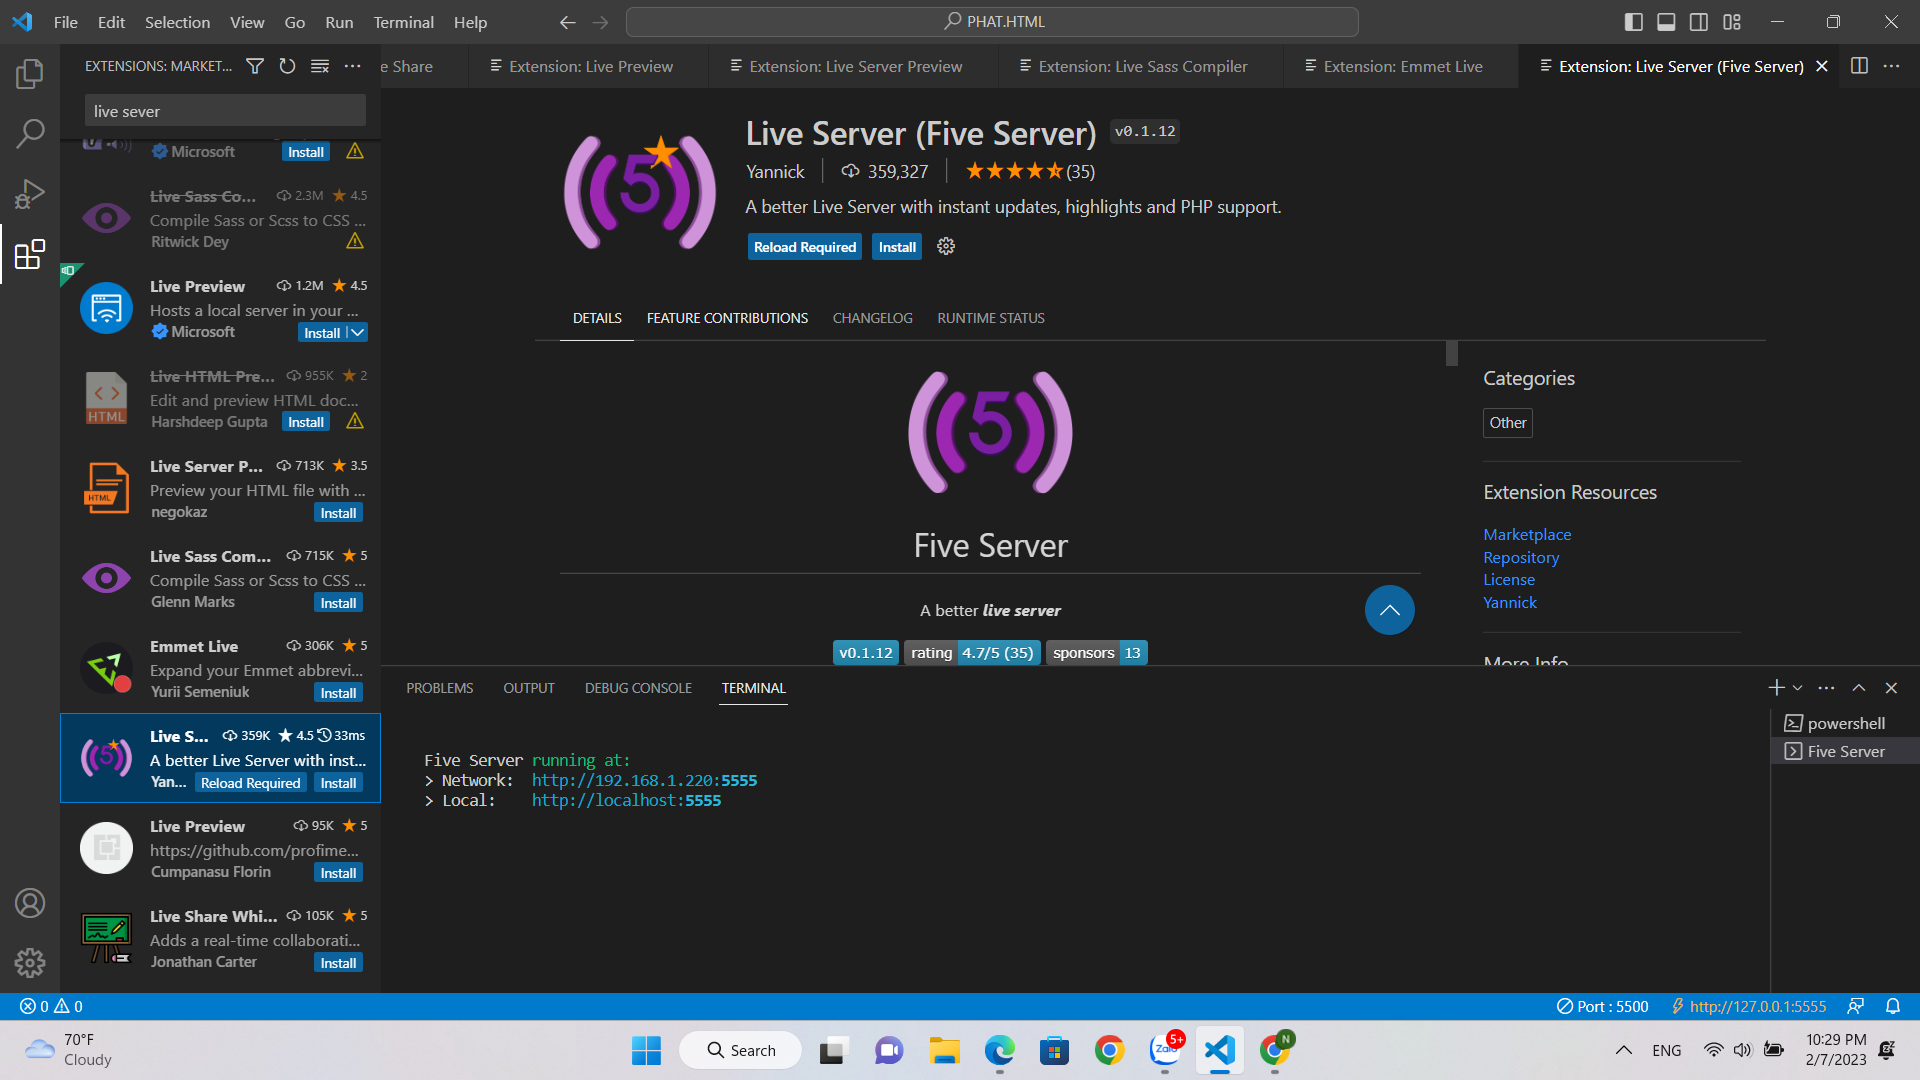 File Edit Selection View Go Run Terminal Help
PHAT.HTML
EXTENSIONS: MARKET...
live sever
Microsoft Install
Live Sass Co... 2.3M 4.5
Compile Sass or Scss to CSS ...
Ritwick Dey
Live Preview 1.2M 4.5
Hosts a local server in your ...
Microsoft Install
Live HTML Pre... 955K 2
Edit and preview HTML doc...
Harshdeep Gupta Install
HTML
Live Server P... 713K 3.5
Preview your HTML file with ...
negokaz Install
HTML
Live Sass Com... 715K 5
Compile Sass or Scss to CSS ...
Glenn Marks Install
Emmet Live 306K 5
Expand your Emmet abbrevi...
Yurii Semeniuk Install
Live S... 359K 4.5 33ms
A better Live Server with inst...
Yan... Reload Required Install
Live Preview 95K 5
https://github.com/profime...
Cumpanasu Florin Install
Live Share Whi... 105K 5
Adds a real-time collaborati...
Jonathan Carter Install
e Share
Extension: Live Preview
Extension: Live Server Preview
Extension: Live Sass Compiler
Extension: Emmet Live
Extension: Live Server (Five Server)
5
Live Server (Five Server) v0.1.12
Yannick 359,327 (35)
A better Live Server with instant updates, highlights and PHP support.
Reload Required Install
DETAILS FEATURE CONTRIBUTIONS CHANGELOG RUNTIME STATUS
5
Five Server
A better live server
v0.1.12 rating 4.7/5 (35) sponsors 13
Categories
Other
Extension Resources
Marketplace
Repository
License
Yannick
More Info
PROBLEMS OUTPUT DEBUG CONSOLE TERMINAL
Five Server running at:
> Network: http://192.168.1.220:5555
> Local: http://localhost:5555
powershell
Five Server
0 0
Port : 5500 http://127.0.0.1:5555
70°F
Cloudy
Search
Zalo
5+
N
ENG
10:29 PM
2/7/2023